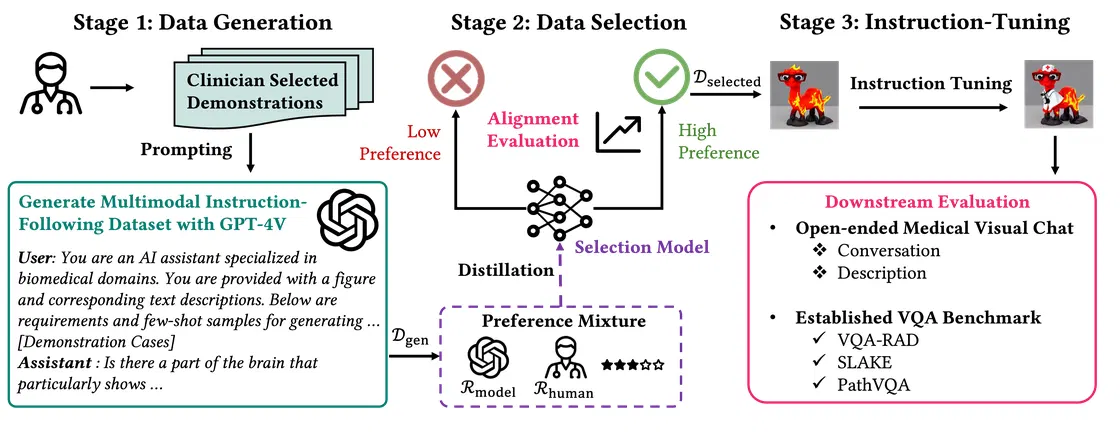 Stage 1: Data Generation
Clinician Selected
Demonstrations
Prompting
Generate Multimodal Instruction-
Following Dataset with GPT-4V
User: You are an AI assistant specialized in
biomedical domains. You are provided with a figure
and corresponding text descriptions. Below are
requirements and few-shot samples for generating ...
[Demonstration Cases]
Assistant : Is there a part of the brain that
particularly shows ...
Stage 2: Data Selection
Low
Preference
Alignment
Evaluation
High
Preference
𝒟selected
Selection Model
Distillation
𝒟gen
Preference Mixture
ℛmodel
ℛhuman
Stage 3: Instruction-Tuning
Instruction Tuning
Downstream Evaluation
• Open-ended Medical Visual Chat
❖ Conversation
❖ Description
• Established VQA Benchmark
✓ VQA-RAD
✓ SLAKE
✓ PathVQA